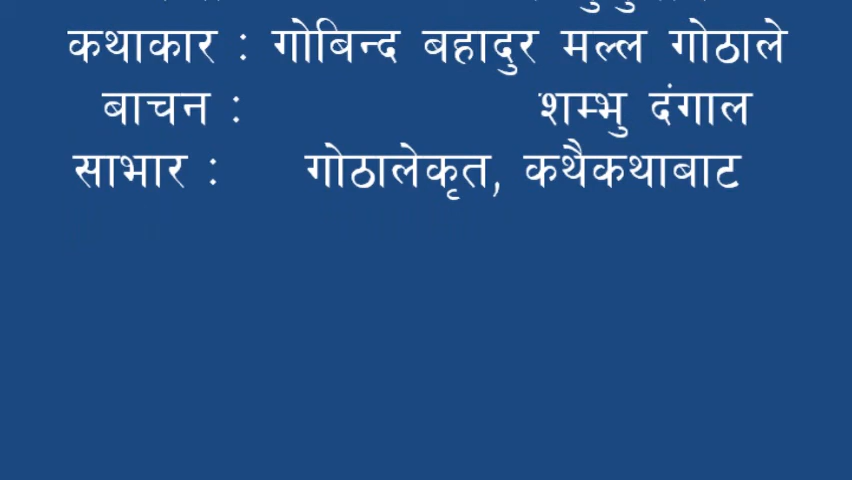 कथाकार : गोबिन्द बहादुर मल्ल गोठाले
बाचन : शम्भु दंगाल
साभार : गोठालेकृत, कथैकथाबाट